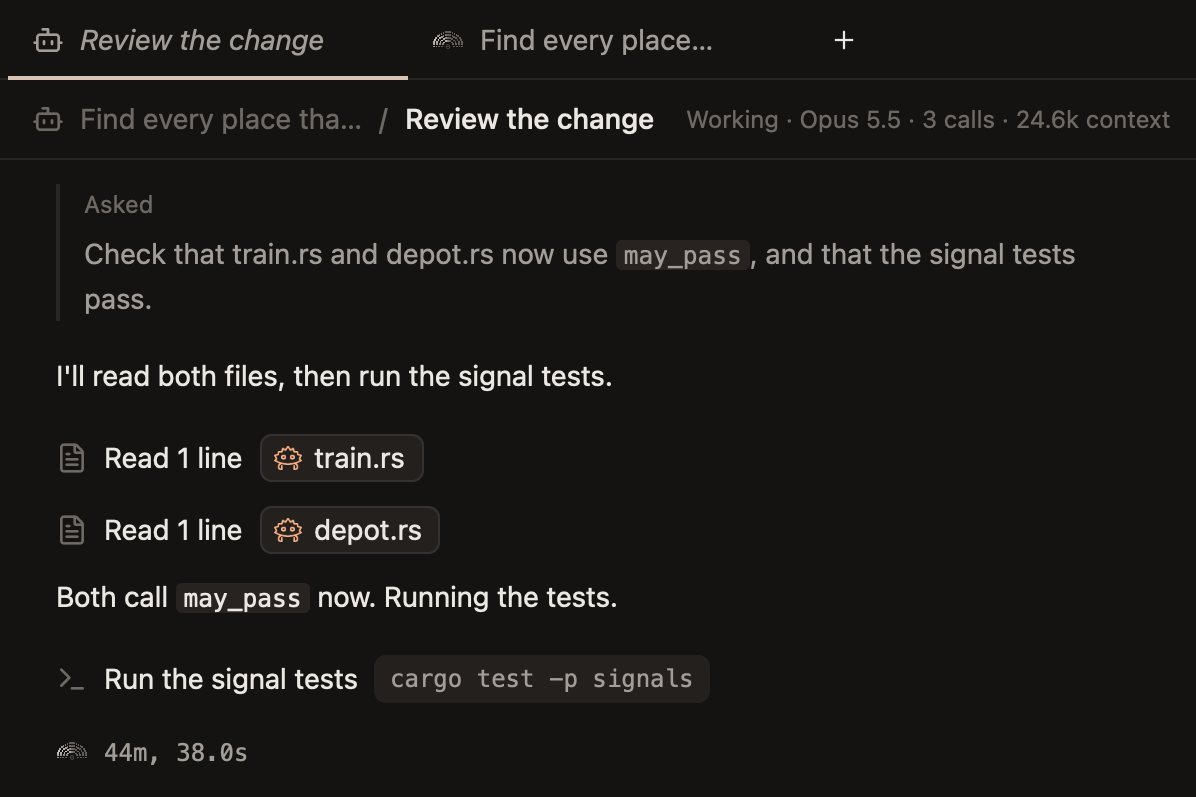 Review the change
Find every place...
+
Find every place tha... / Review the change Working · Opus 5.5 · 3 calls · 24.6k context
Asked
Check that train.rs and depot.rs now use may_pass, and that the signal tests
pass.
I'll read both files, then run the signal tests.
Read 1 line train.rs
Read 1 line depot.rs
Both call may_pass now. Running the tests.
>_ Run the signal tests cargo test -p signals
44m, 38.0s